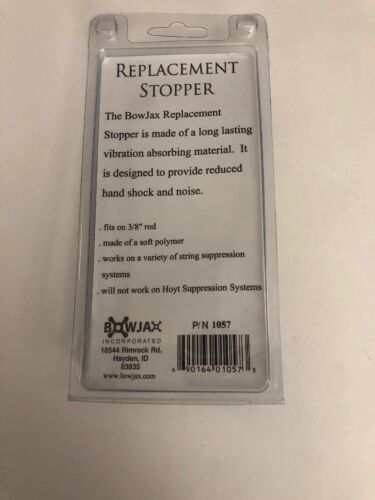 REPLACEMENT
STOPPER
The BowJax Replacement
Stopper is made of a long lasting
vibration absorbing material. It
is designed to provide reduced
hand shock and noise.
. fits on 3/8" rod
. made of a soft polymer
. works on a variety of string suppression
systems
. will not work on Hoyt Suppression Systems
BOWJAX
INCORPORATED
18544 Rimrock Rd.
Hayden, ID
83835
www.bowjax.com
P/N 1057
6 90164 01057 3